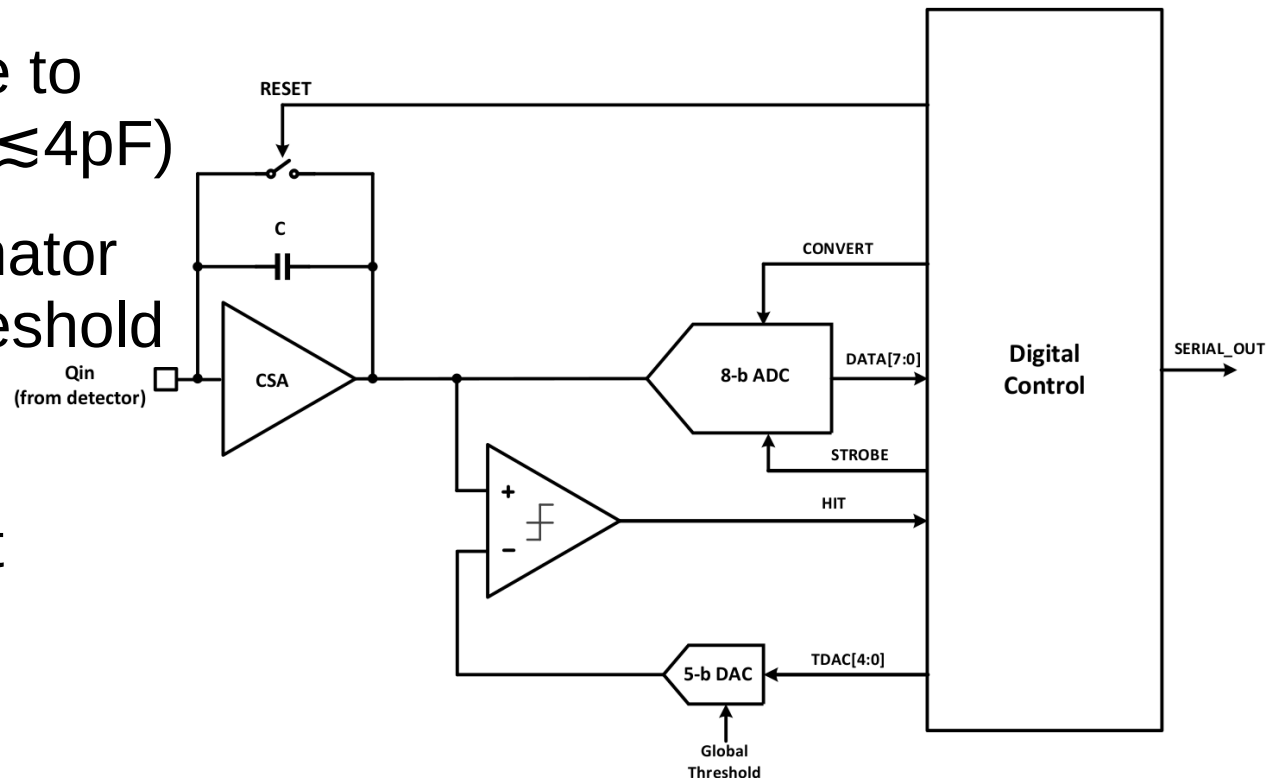 e to
≲4pF)
nator
eshold
t
RESET
C
Qin
(from detector)
CSA
CONVERT
8-b ADC
DATA[7:0]
STROBE
HIT
+
−
5-b DAC
TDAC[4:0]
Global
Threshold
Digital
Control
SERIAL_OUT